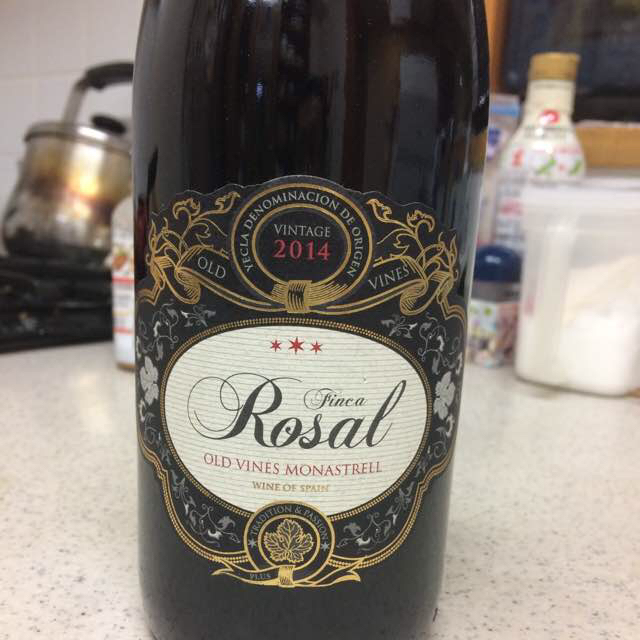 YECLA DENOMINACION DE ORIGEN
VINTAGE
2014
OLD VINES
Finca
Rosal
OLD VINES MONASTRELL
WINE OF SPAIN
TRADITION & PASSION
PLUS